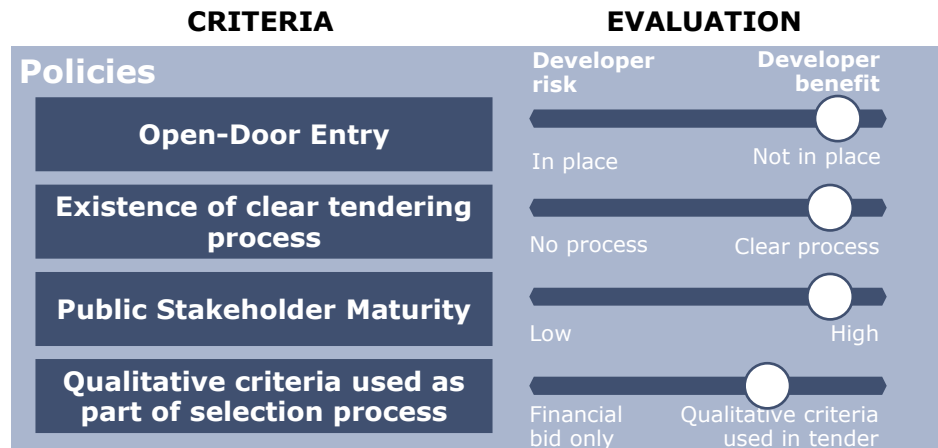 CRITERIA
EVALUATION
Policies
Developer
risk
Developer
benefit
Open-Door Entry
In place
Not in place
Existence of clear tendering
process
No process
Clear process
Public Stakeholder Maturity
Low
High
Qualitative criteria used as
part of selection process
Financial
bid only
Qualitative criteria
used in tender